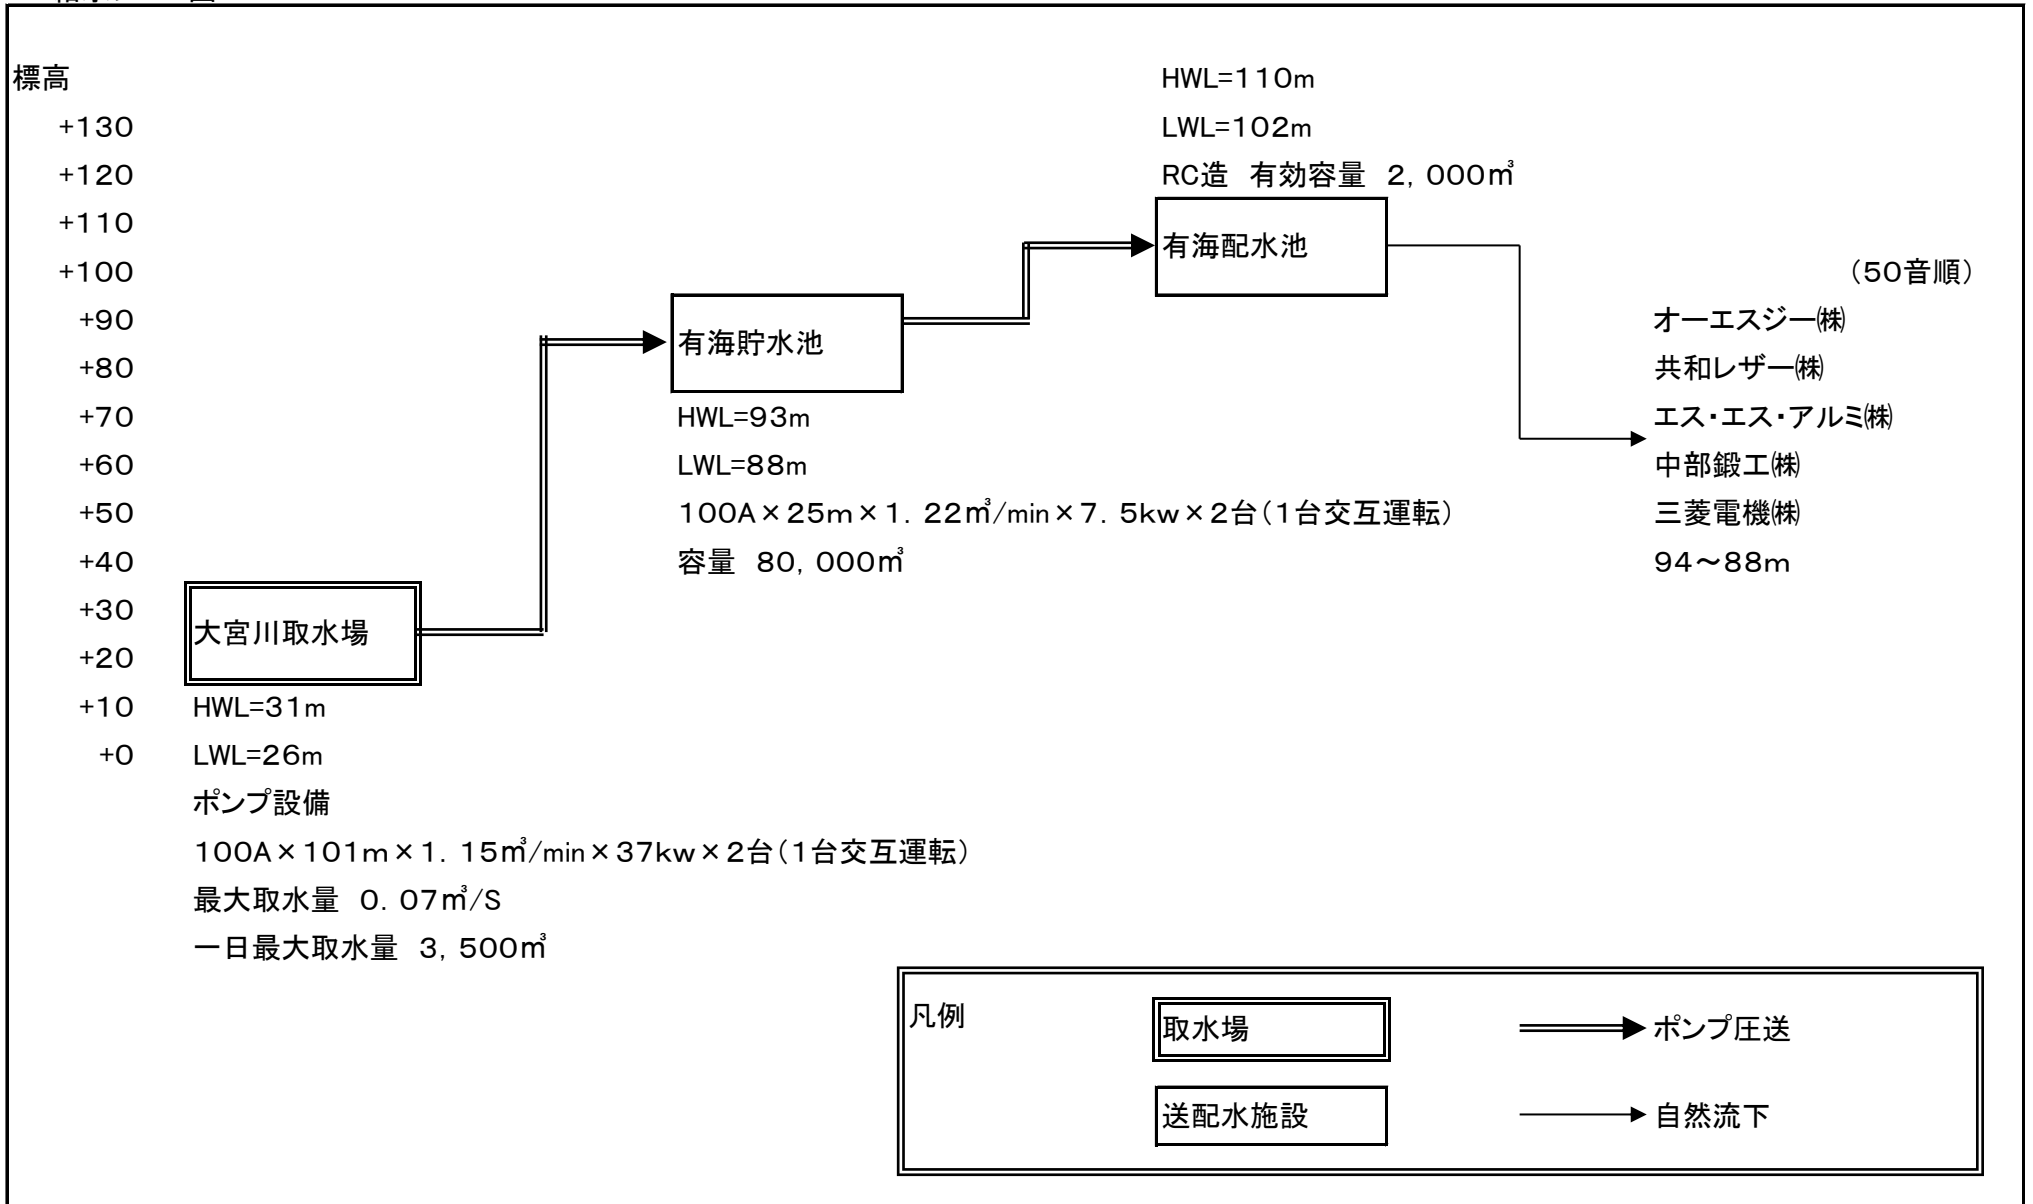 標高
+130
+120
+110
+100
+90
+80
+70
+60
+50
+40
+30
+20
+10
+0
大宮川取水場
HWL=31m
LWL=26m
ポンプ設備
100A×101m×1.15㎥/min×37kw×2台(1台交互運転)
最大取水量 0.07㎥/S
一日最大取水量 3,500㎥
有海貯水池
HWL=93m
LWL=88m
100A×25m×1.22㎥/min×7.5kw×2台(1台交互運転)
容量 80,000㎥
HWL=110m
LWL=102m
RC造 有効容量 2,000㎥
有海配水池
(50音順)
オーエスジー㈱
共和レザー㈱
エス・エス・アルミ㈱
中部鍛工㈱
三菱電機㈱
94～88m
凡例
取水場
ポンプ圧送
送配水施設
自然流下